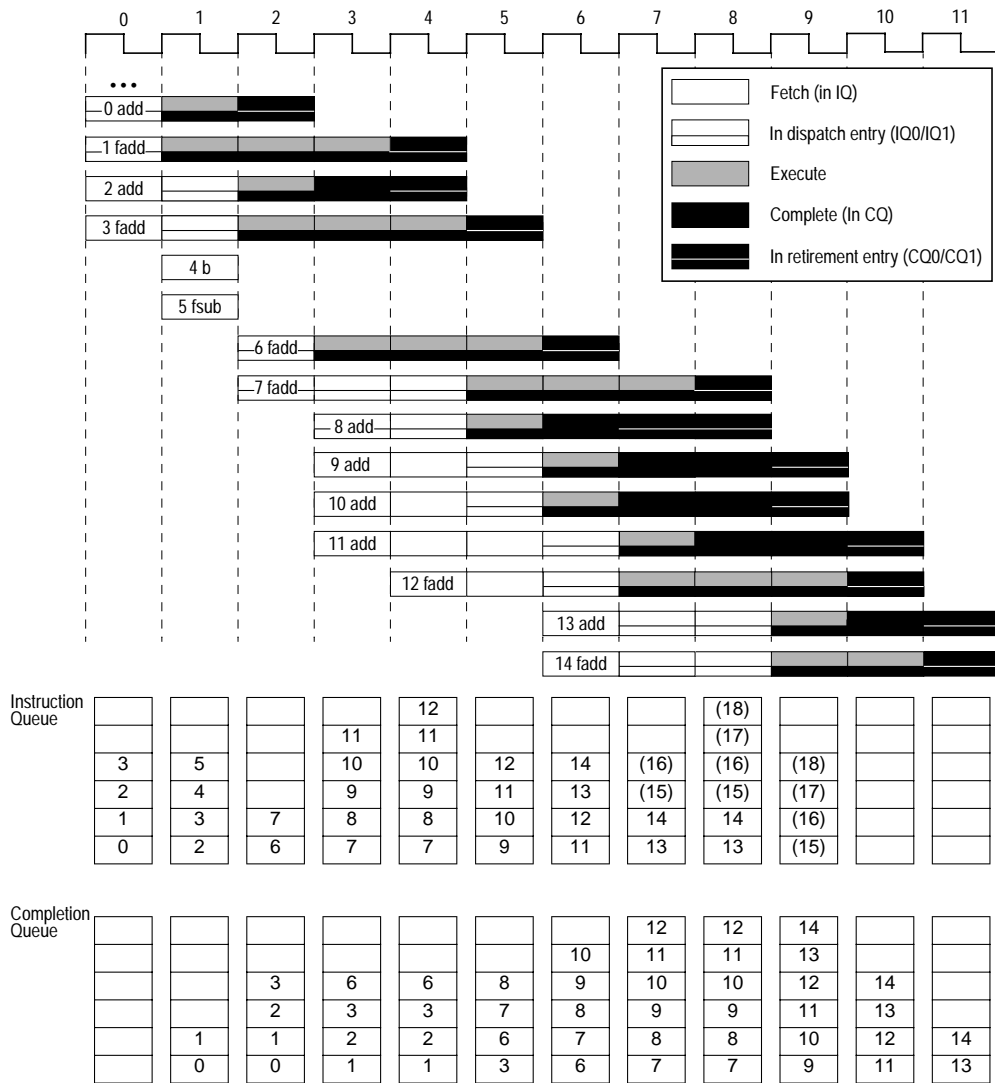 0 1 2 3 4 5 6 7 8 9 10 11
•••
Fetch (in IQ)
0 add
In dispatch entry (IQ0/IQ1)
1 fadd
Execute
2 add
Complete (In CQ)
3 fadd
In retirement entry (CQ0/CQ1)
4 b
5 fsub
6 fadd
7 fadd
8 add
9 add
10 add
11 add
12 fadd
13 add
14 fadd
Instruction
Queue
12 (18)
11 11 (17)
3 5 10 10 12 14 (16) (16) (18)
2 4 9 9 11 13 (15) (15) (17)
1 3 7 8 8 10 12 14 14 (16)
0 2 6 7 7 9 11 13 13 (15)
Completion
Queue
12 12 14
10 11 11 13
3 6 6 8 9 10 10 12 14
2 3 3 7 8 9 9 11 13
1 1 2 2 6 7 8 8 10 12 14
0 0 1 1 3 6 7 7 9 11 13